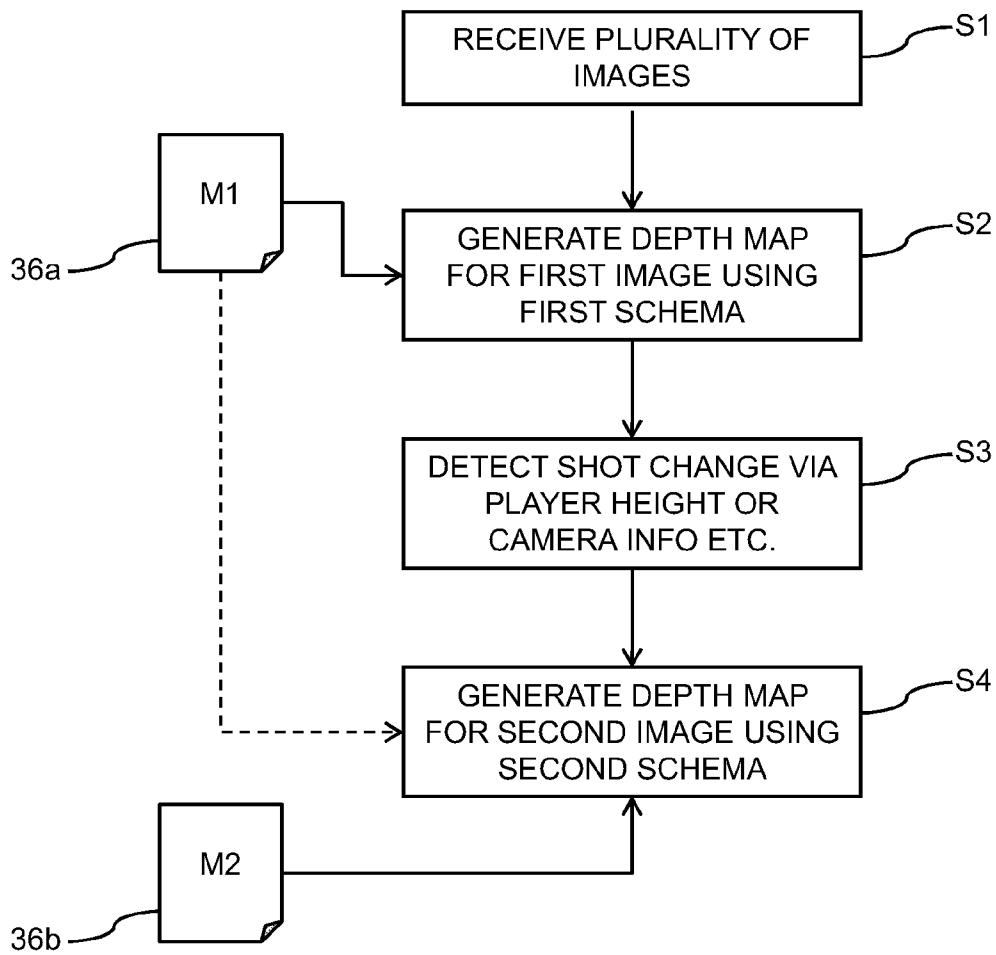 RECEIVE PLURALITY OF
IMAGES
S1
M1
36a
GENERATE DEPTH MAP
FOR FIRST IMAGE USING
FIRST SCHEMA
S2
DETECT SHOT CHANGE VIA
PLAYER HEIGHT OR
CAMERA INFO ETC.
S3
GENERATE DEPTH MAP
FOR SECOND IMAGE USING
SECOND SCHEMA
S4
M2
36b